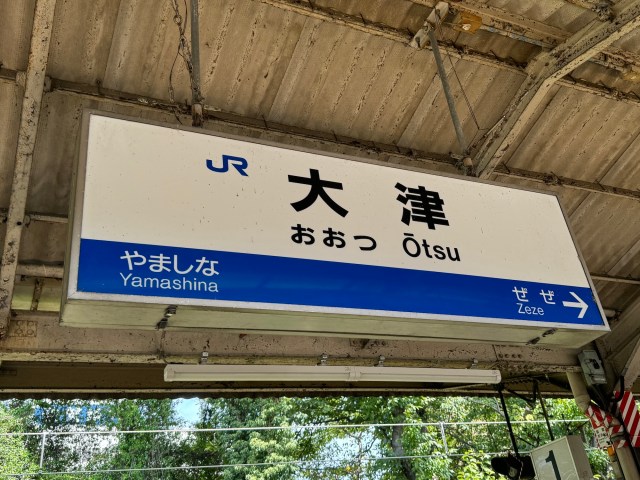 JR
大津
おおつ Ōtsu
やましな
Yamashina
ぜぜ →
Zeze
1